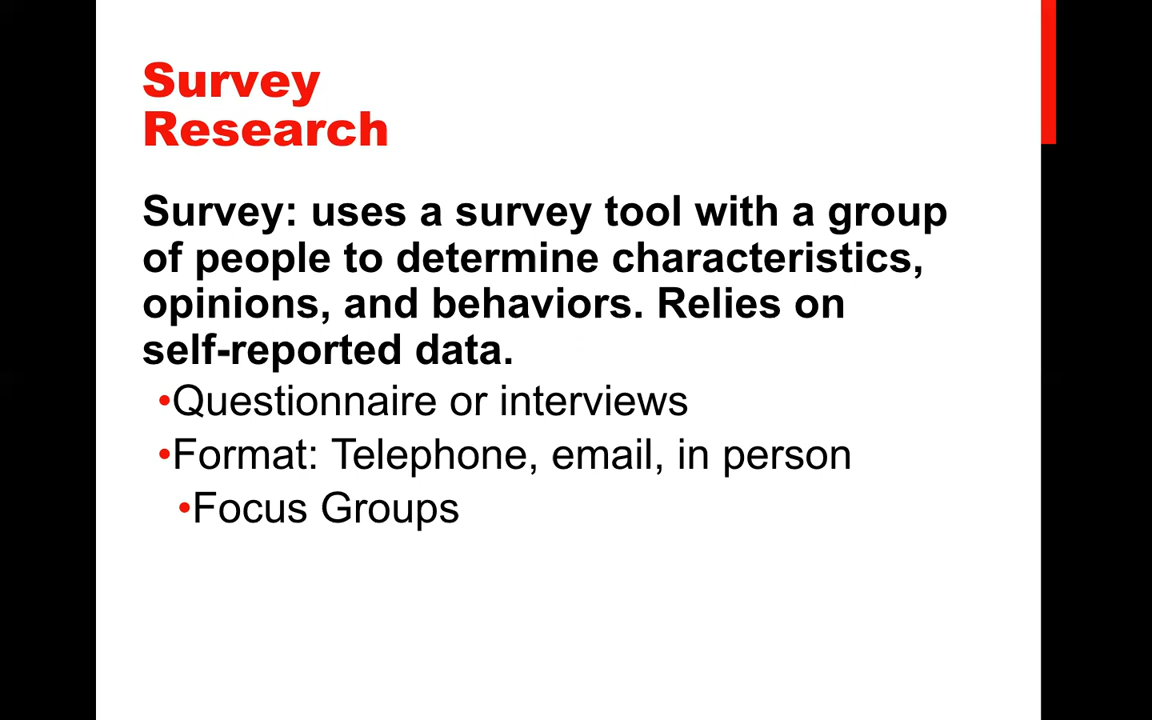 Survey
Research
Survey: uses a survey tool with a group
of people to determine characteristics,
opinions, and behaviors. Relies on
self-reported data.
•Questionnaire or interviews
•Format: Telephone, email, in person
•Focus Groups